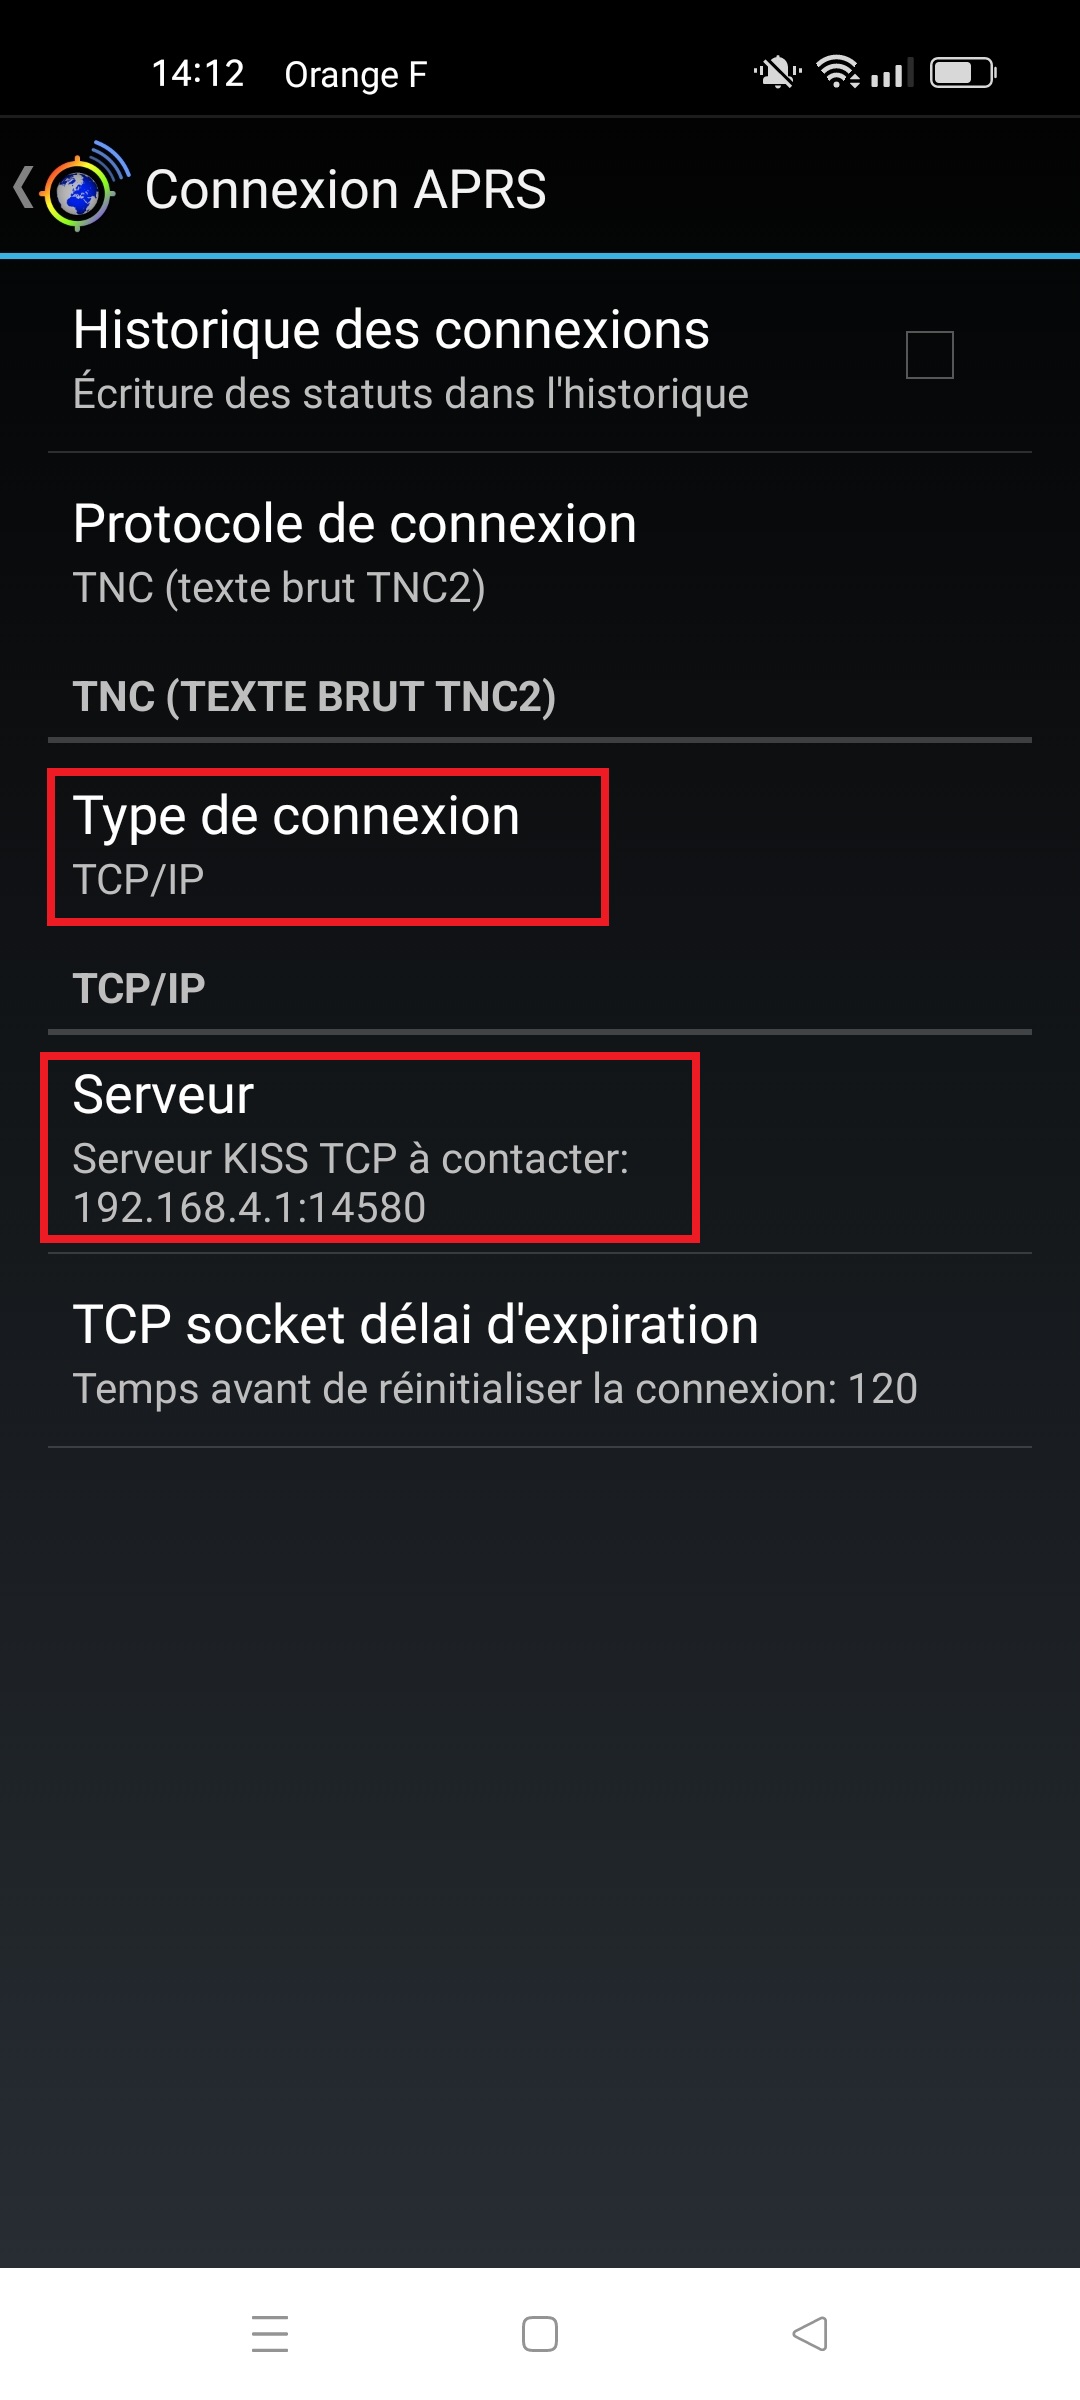 14:12 Orange F
Connexion APRS
Historique des connexions
Écriture des statuts dans l'historique
Protocole de connexion
TNC (texte brut TNC2)
TNC (TEXTE BRUT TNC2)
Type de connexion
TCP/IP
TCP/IP
Serveur
Serveur KISS TCP à contacter:
192.168.4.1:14580
TCP socket délai d'expiration
Temps avant de réinitialiser la connexion: 120